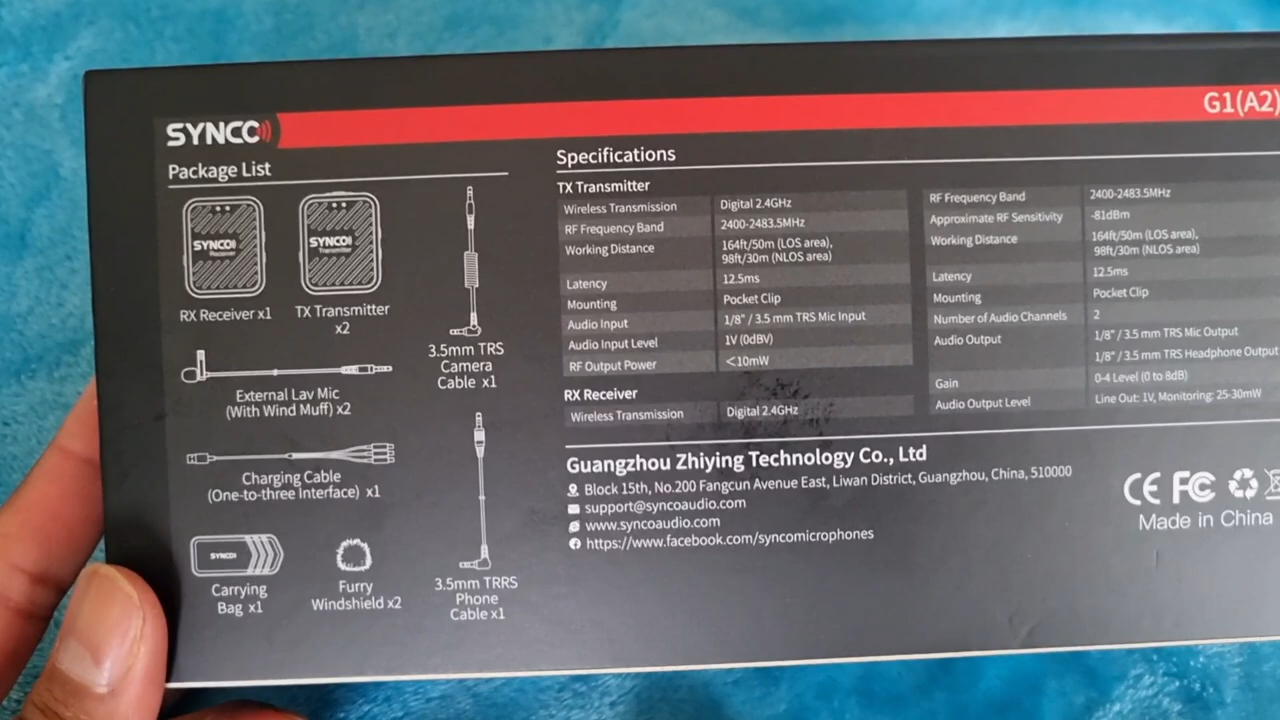 SYNCO
G1(A2)
Package List
SYNCO
Receiver
SYNCO
Transmitter
RX Receiver x1
TX Transmitter
x2
3.5mm TRS
Camera
Cable x1
External Lav Mic
(With Wind Muff) x2
Charging Cable
(One-to-three Interface) x1
SYNCO
Carrying
Bag x1
Furry
Windshield x2
3.5mm TRRS
Phone
Cable x1
Specifications
TX Transmitter
Wireless Transmission Digital 2.4GHz
RF Frequency Band 2400-2483.5MHz
Working Distance 164ft/50m (LOS area),
98ft/30m (NLOS area)
Latency 12.5ms
Mounting Pocket Clip
Audio Input 1/8" / 3.5 mm TRS Mic Input
Audio Input Level 1V (0dBV)
RF Output Power <10mW
RX Receiver
Wireless Transmission Digital 2.4GHz
RF Frequency Band 2400-2483.5MHz
Approximate RF Sensitivity -81dBm
Working Distance 164ft/50m (LOS area),
98ft/30m (NLOS area)
Latency 12.5ms
Mounting Pocket Clip
Number of Audio Channels 2
Audio Output 1/8" / 3.5 mm TRS Mic Output
1/8" / 3.5 mm TRS Headphone Output
Gain 0-4 Level (0 to 8dB)
Audio Output Level Line Out: 1V, Monitoring: 25-30mW
Guangzhou Zhiying Technology Co., Ltd
Block 15th, No.200 Fangcun Avenue East, Liwan District, Guangzhou, China, 510000
support@syncoaudio.com
www.syncoaudio.com
https://www.facebook.com/syncomicrophones
CE FC
Made in China